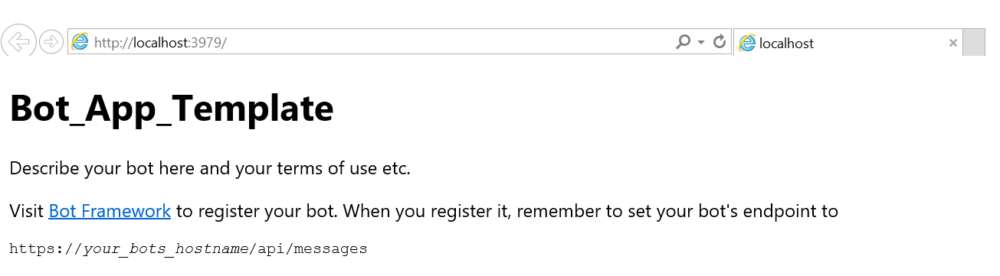 http://localhost:3979/
localhost
Bot_App_Template
Describe your bot here and your terms of use etc.
Visit Bot Framework to register your bot. When you register it, remember to set your bot's endpoint to
https://your_bots_hostname/api/messages